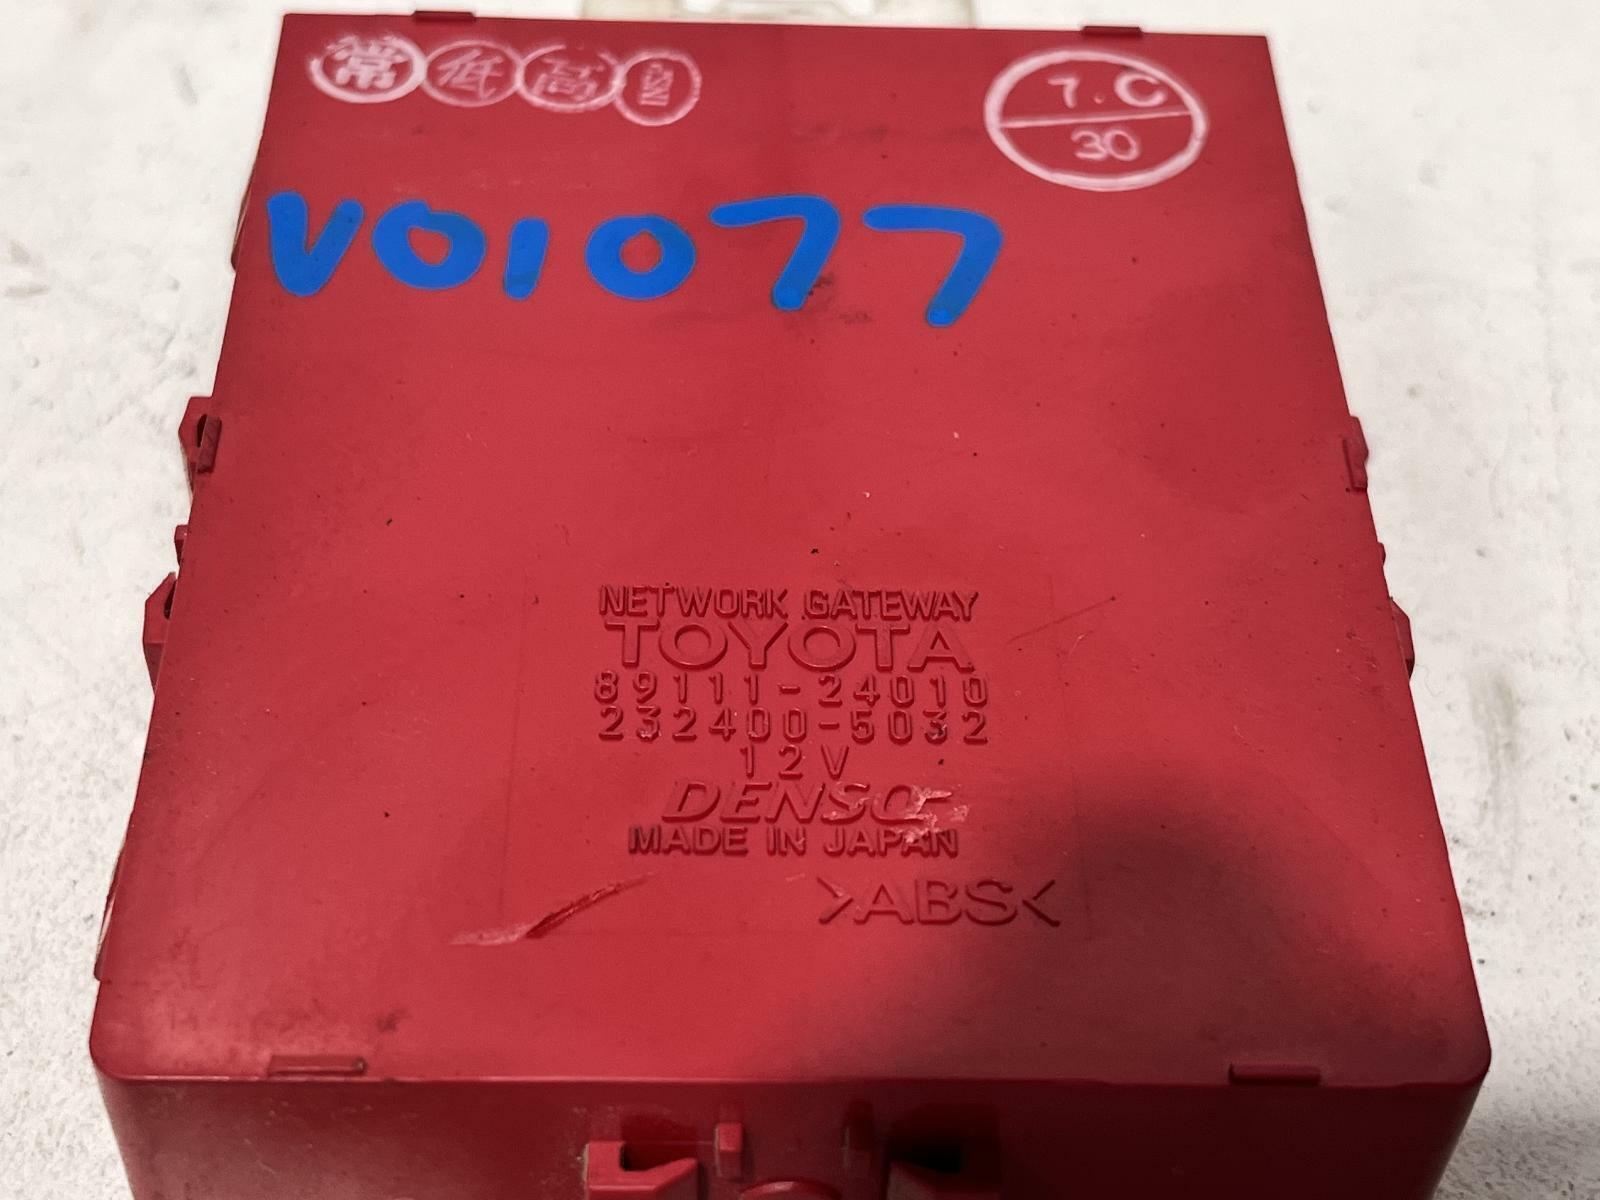 常 低 高 INSP
7.C
30
V01077
NETWORK GATEWAY
TOYOTA
89111-24010
232400-5032
12V
DENSO
MADE IN JAPAN
>ABS<